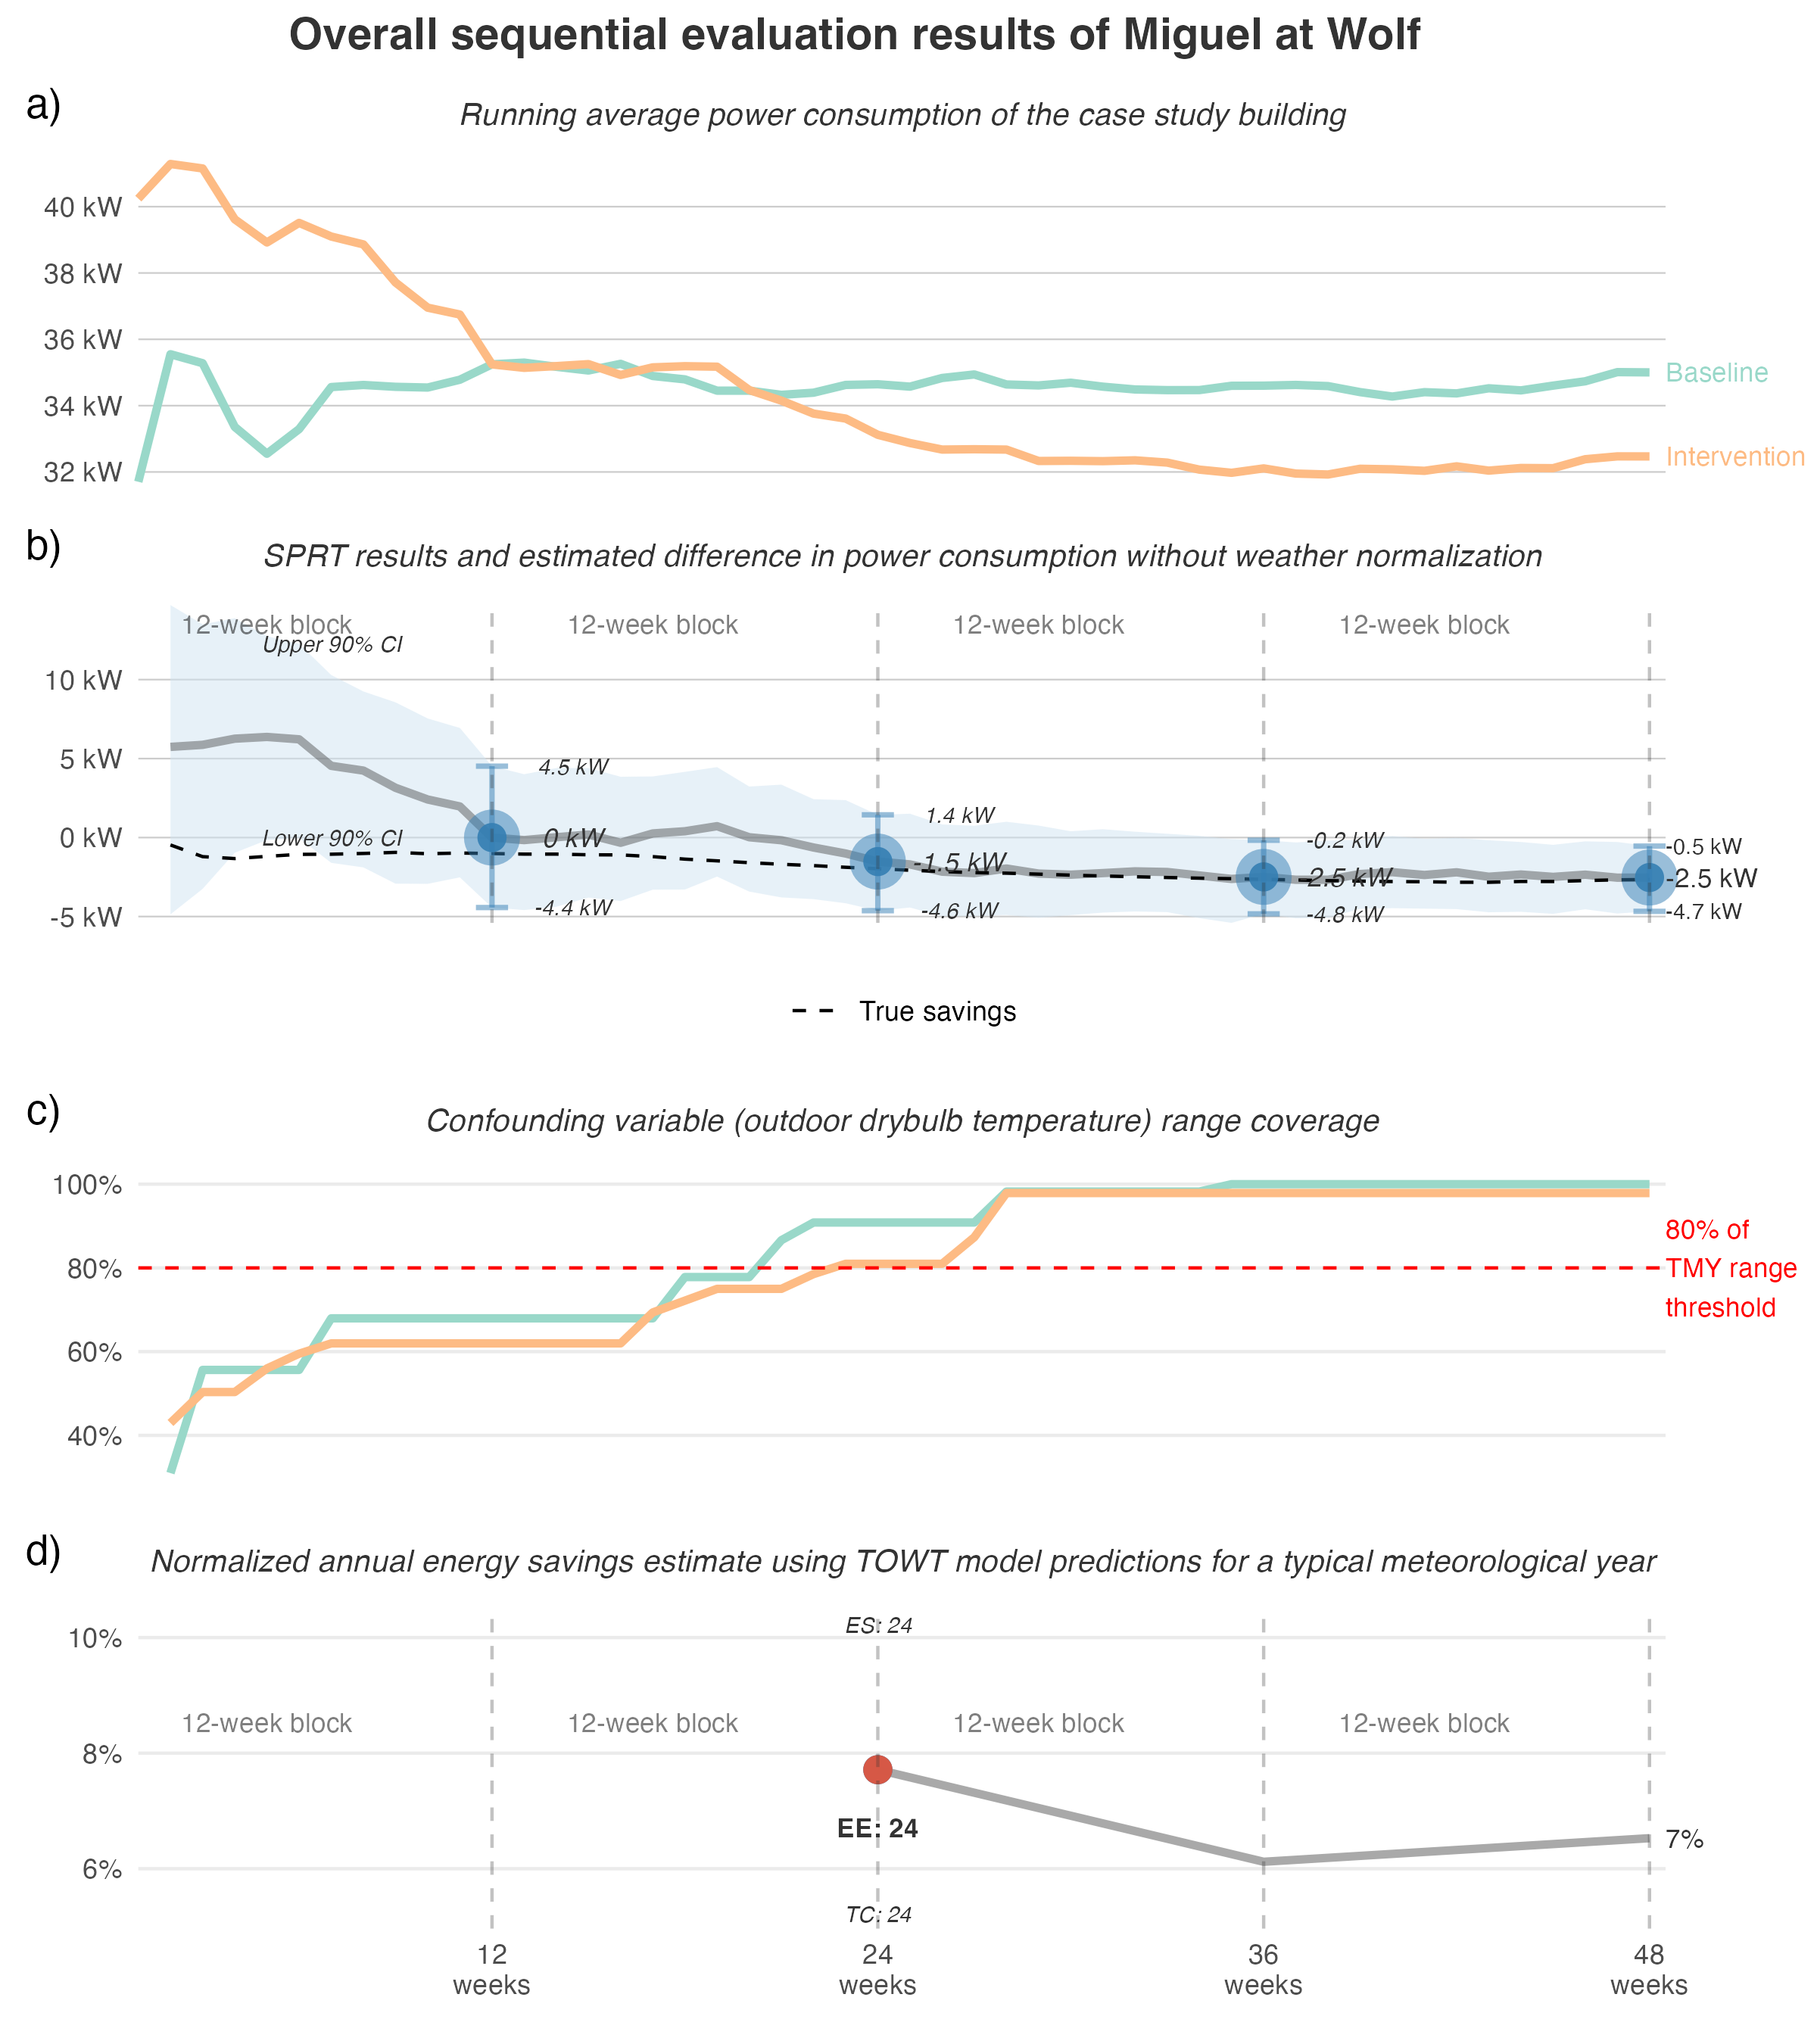 Overall sequential evaluation results of Miguel at Wolf
a)
Running average power consumption of the case study building
40 kW
38 kW
36 kW
34 kW
32 kW
Baseline
Intervention
b)
SPRT results and estimated difference in power consumption without weather normalization
12-week block
12-week block
12-week block
12-week block
Upper 90% CI
Lower 90% CI
10 kW
5 kW
0 kW
-5 kW
4.5 kW
0 kW
-4.4 kW
1.4 kW
-1.5 kW
-4.6 kW
-0.2 kW
-2.5 kW
-4.8 kW
-0.5 kW
-2.5 kW
-4.7 kW
True savings
c)
Confounding variable (outdoor drybulb temperature) range coverage
100%
80%
60%
40%
80% of
TMY range
threshold
d)
Normalized annual energy savings estimate using TOWT model predictions for a typical meteorological year
10%
8%
6%
ES: 24
12-week block
12-week block
12-week block
12-week block
EE: 24
7%
TC: 24
12
weeks
24
weeks
36
weeks
48
weeks